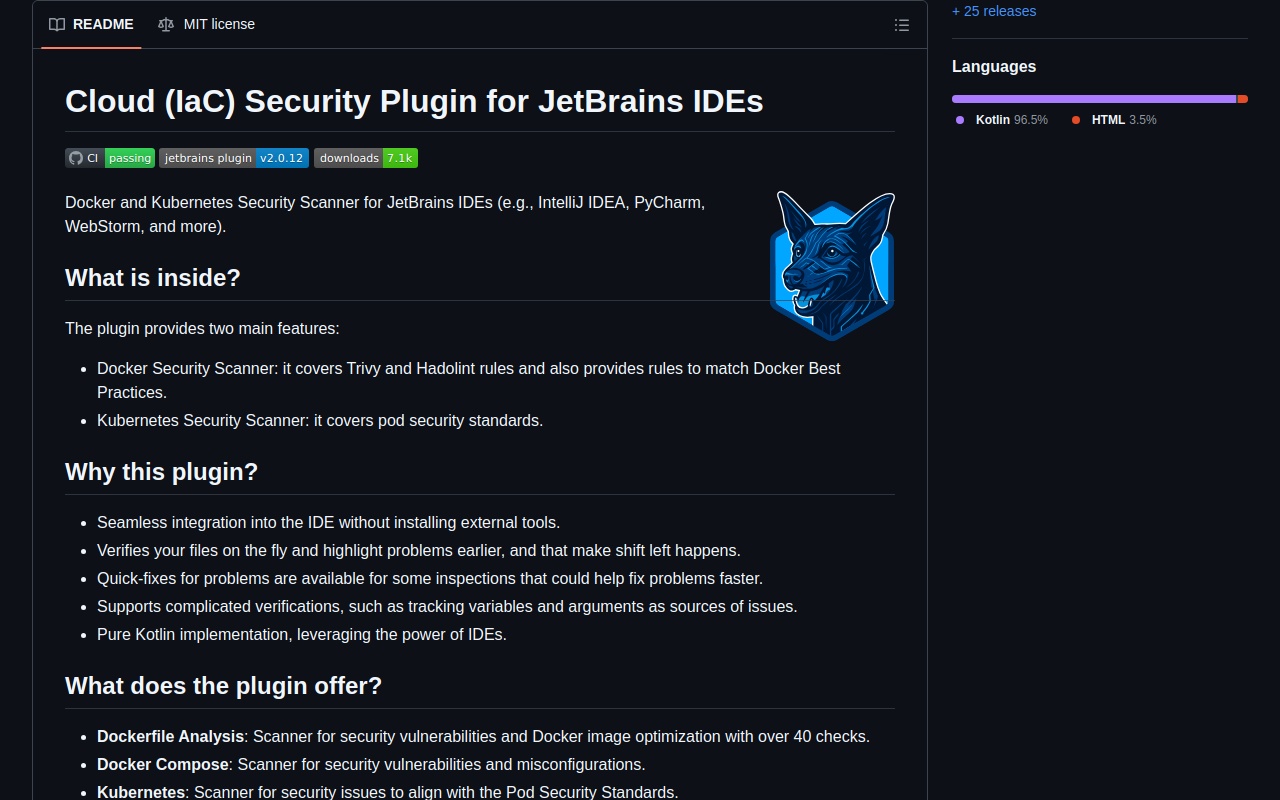 README
MIT license
+ 25 releases
Languages
Kotlin 96.5%
HTML 3.5%
Cloud (IaC) Security Plugin for JetBrains IDEs
CI passing
jetbrains plugin v2.0.12
downloads 7.1k
Docker and Kubernetes Security Scanner for JetBrains IDEs (e.g., IntelliJ IDEA, PyCharm,
WebStorm, and more).
What is inside?
The plugin provides two main features:
Docker Security Scanner: it covers Trivy and Hadolint rules and also provides rules to match Docker Best
Practices.
Kubernetes Security Scanner: it covers pod security standards.
Why this plugin?
Seamless integration into the IDE without installing external tools.
Verifies your files on the fly and highlight problems earlier, and that make shift left happens.
Quick-fixes for problems are available for some inspections that could help fix problems faster.
Supports complicated verifications, such as tracking variables and arguments as sources of issues.
Pure Kotlin implementation, leveraging the power of IDEs.
What does the plugin offer?
Dockerfile Analysis: Scanner for security vulnerabilities and Docker image optimization with over 40 checks.
Docker Compose: Scanner for security vulnerabilities and misconfigurations.
Kubernetes: Scanner for security issues to align with the Pod Security Standards.